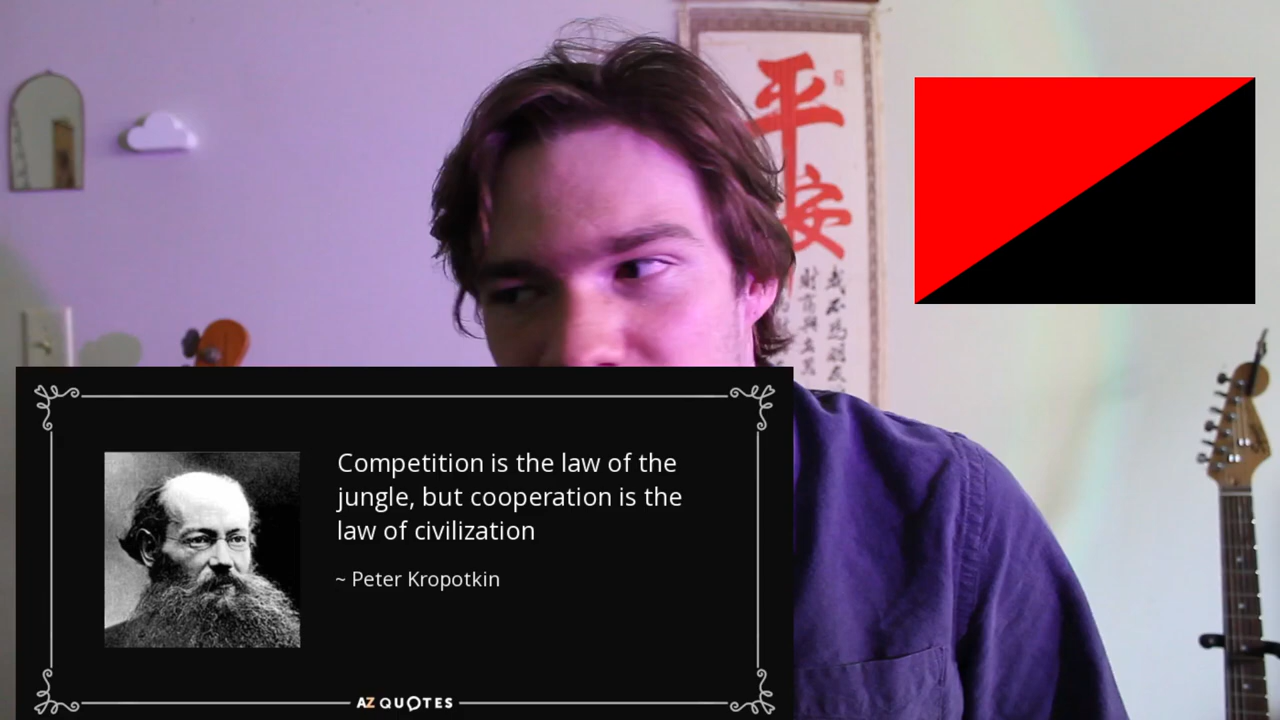 平安
Competition is the law of the
jungle, but cooperation is the
law of civilization
~ Peter Kropotkin
AZ QUOTES